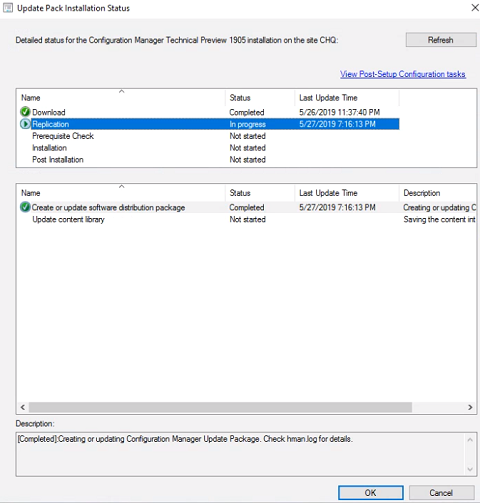 Update Pack Installation Status
Detailed status for the Configuration Manager Technical Preview 1905 installation on the site CHQ:
Refresh
View Post-Setup Configuration tasks
Name Status Last Update Time
Download Completed 5/26/2019 11:37:40 PM
Replication In progress 5/27/2019 7:16:13 PM
Prerequisite Check Not started
Installation Not started
Post Installation Not started
Name Status Last Update Time Description
Create or update software distribution package Completed 5/27/2019 7:16:13 PM Creating or updating C
Update content library Not started Saving the content int
Description:
[Completed]:Creating or updating Configuration Manager Update Package. Check hman.log for details.
OK Cancel